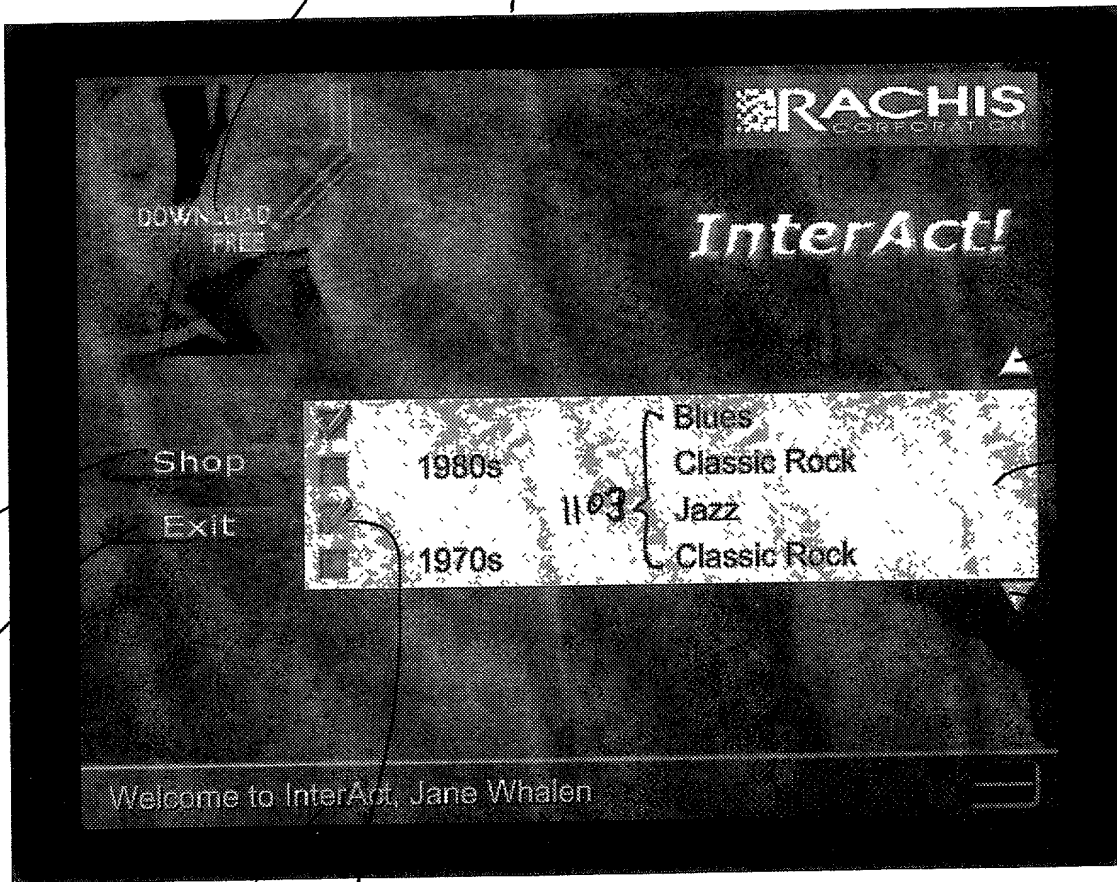 RACHIS
CORPORATION
DOWNLOAD
FREE
InterAct!
Blues
Shop
1980s
Classic Rock
1103
Jazz
Exit
1970s
Classic Rock
Welcome to InterAct, Jane Whalen